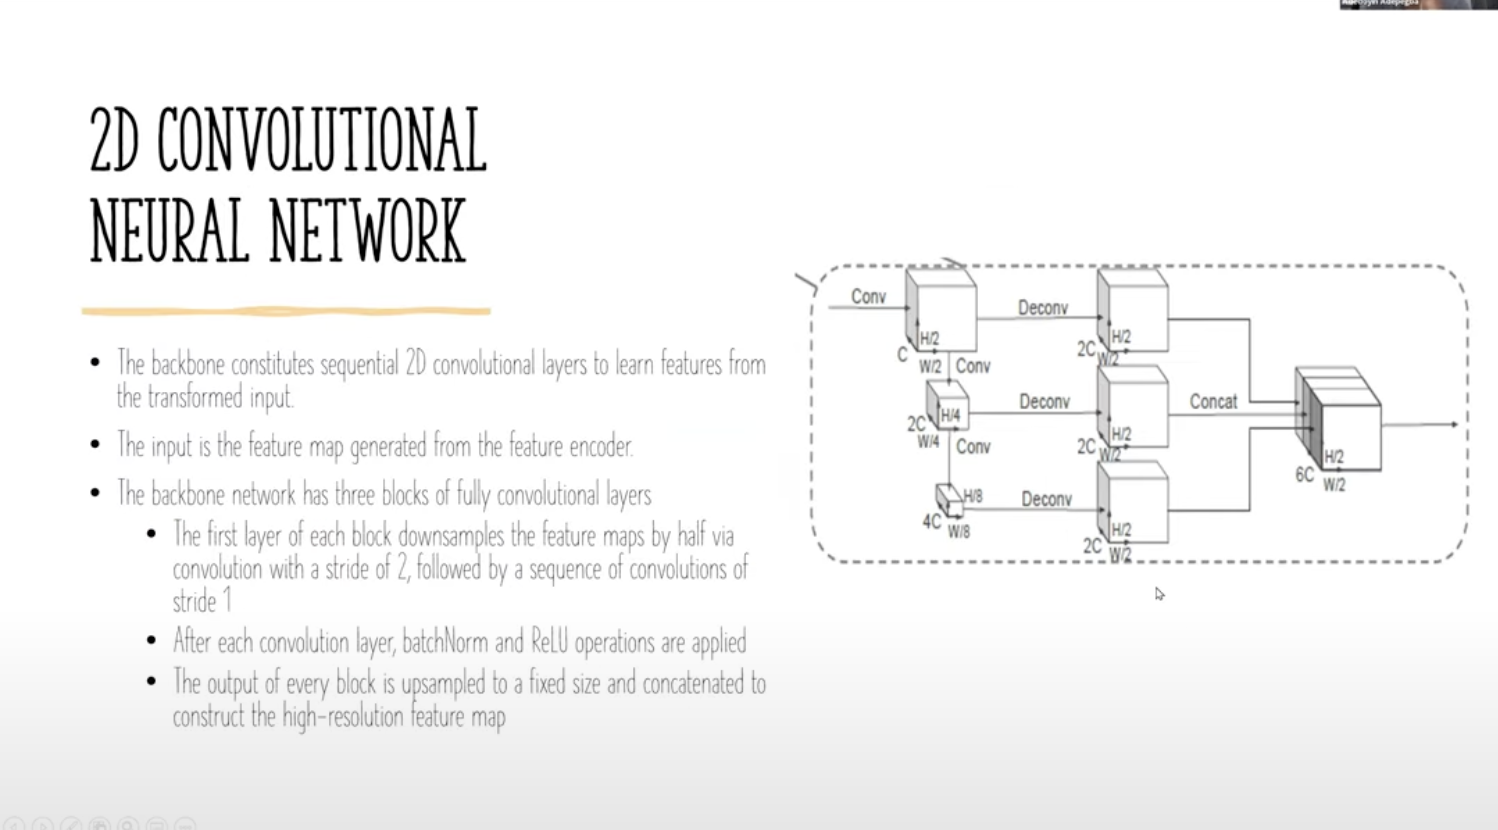 2D CONVOLUTIONAL
NEURAL NETWORK
• The backbone constitutes sequential 2D convolutional layers to learn features from
the transformed input.
• The input is the feature map generated from the feature encoder.
• The backbone network has three blocks of fully convolutional layers
• The first layer of each block downsamples the feature maps by half via
convolution with a stride of 2, followed by a sequence of convolutions of
stride 1
• After each convolution layer, batchNorm and ReLU operations are applied
• The output of every block is upsampled to a fixed size and concatenated to
construct the high-resolution feature map
Conv
H/2
C
W/2
Conv
Deconv
H/2
2C
W/2
H/4
2C
W/4
Conv
Deconv
H/2
2C
W/2
Concat
H/8
4C
W/8
Deconv
H/2
2C
W/2
H/2
6C
W/2